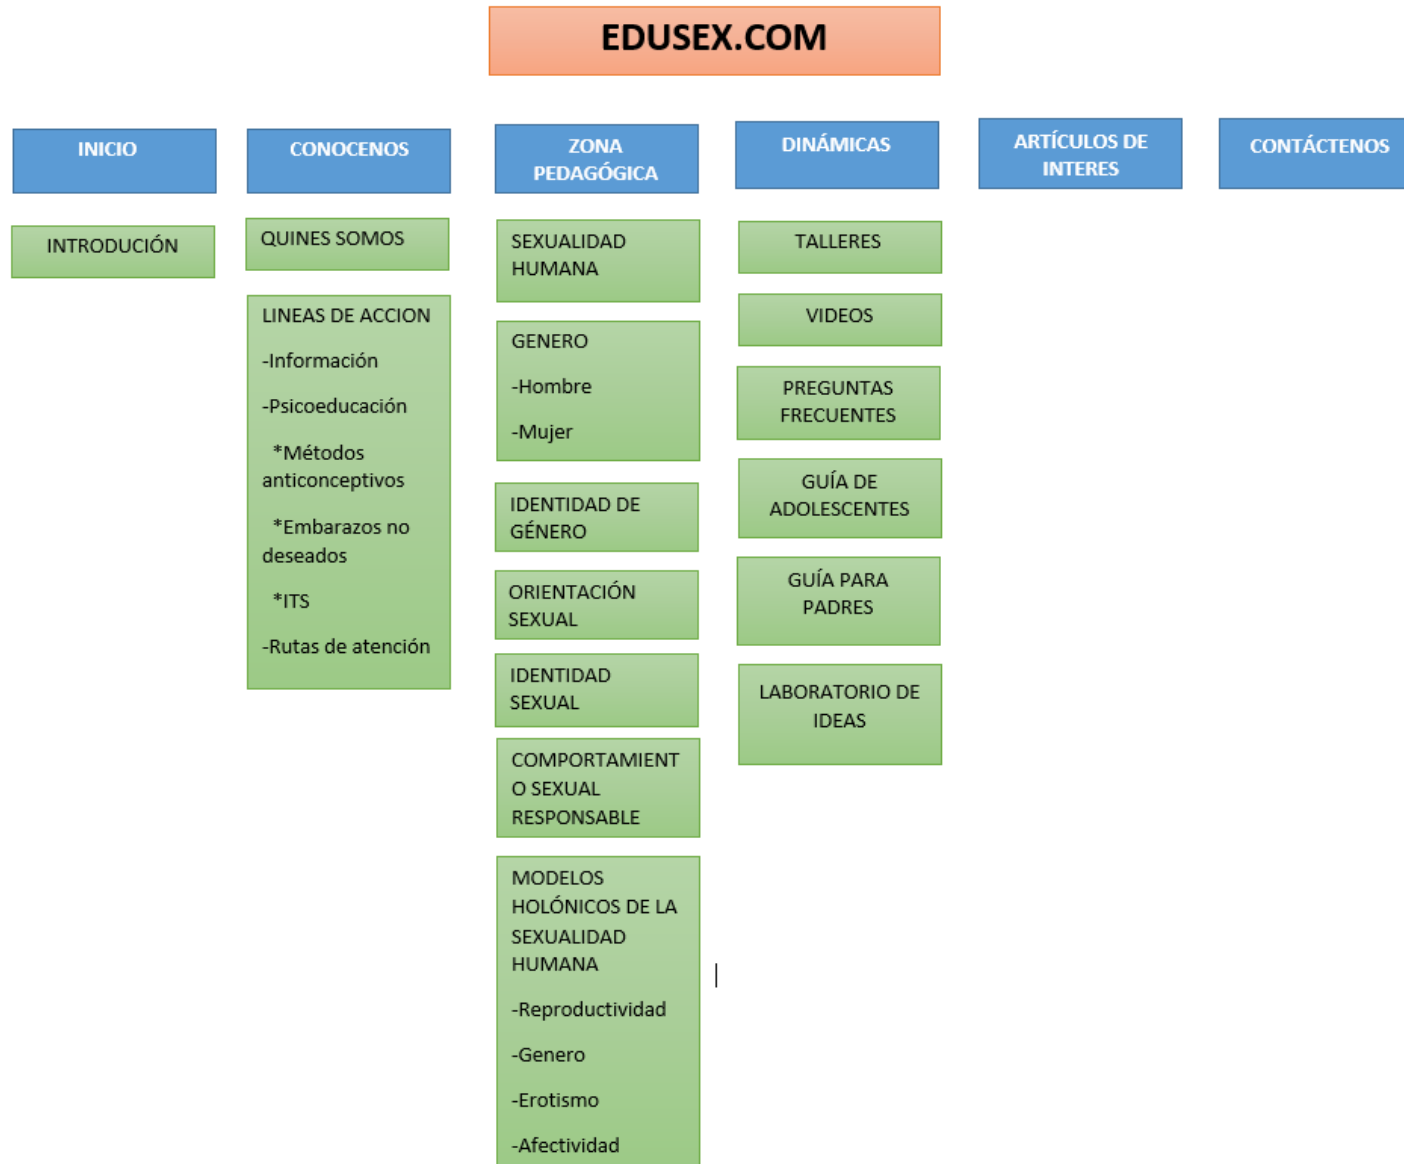 EDUSEX.COM
INICIO
CONOCENOS
ZONA
PEDAGÓGICA
DINÁMICAS
ARTÍCULOS DE
INTERES
CONTÁCTENOS
INTRODUCIÓN
QUINES SOMOS
LINEAS DE ACCION
-Información
-Psicoeducación
*Métodos
anticonceptivos
*Embarazos no
deseados
*ITS
-Rutas de atención
SEXUALIDAD
HUMANA
GENERO
-Hombre
-Mujer
IDENTIDAD DE
GÉNERO
ORIENTACIÓN
SEXUAL
IDENTIDAD
SEXUAL
COMPORTAMIENT
O SEXUAL
RESPONSABLE
MODELOS
HOLÓNICOS DE LA
SEXUALIDAD
HUMANA
-Reproductividad
-Genero
-Erotismo
-Afectividad
TALLERES
VIDEOS
PREGUNTAS
FRECUENTES
GUÍA DE
ADOLESCENTES
GUÍA PARA
PADRES
LABORATORIO DE
IDEAS